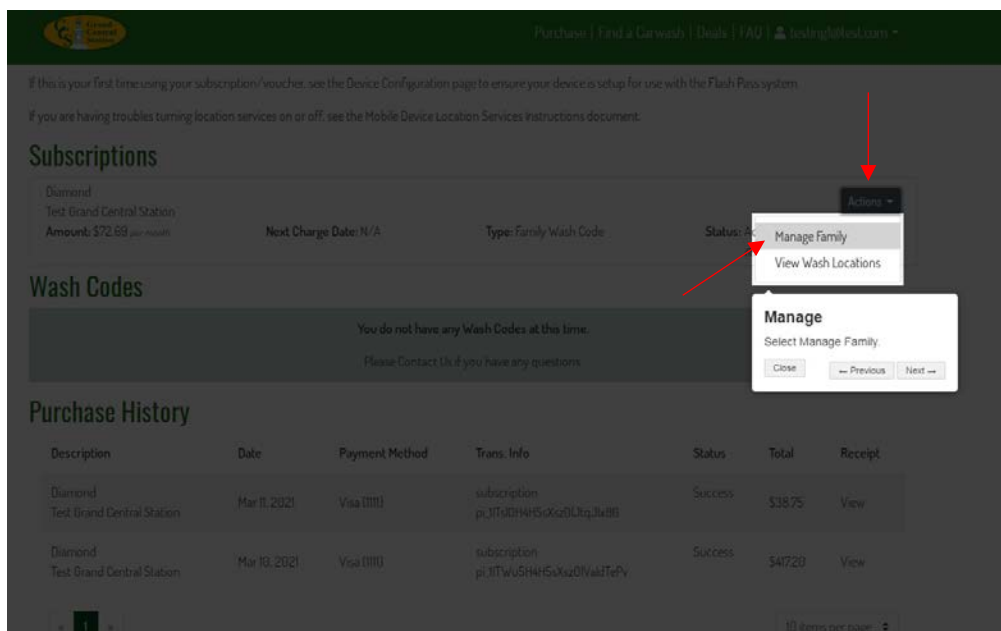 Grand
Central
Station
Purchase | Find a Carwash | Deals | FAQ | testing1@test.com
If this is your first time using your subscription/voucher, see the Device Configuration page to ensure your device is setup for use with the Flash Pass system.
If you are having troubles turning location services on or off, see the Mobile Device Location Services Instructions document.
Subscriptions
Diamond
Test Grand Central Station
Actions
Amount: $72.69 per month Next Charge Date: N/A Type: Family Wash Code Status:
Manage Family
View Wash Locations
Wash Codes
You do not have any Wash Codes at this time.
Please Contact Us if you have any questions
Manage
Select Manage Family.
Close ← Previous Next →
Purchase History
Description Date Payment Method Trans. Info Status Total Receipt
Diamond
Test Grand Central Station
Mar 11, 2021 Visa (1111) subscription Success $38.75 View
Diamond
Test Grand Central Station
Mar 10, 2021 Visa (1111) subscription Success $417.20 View
« 1 » 10 items per page